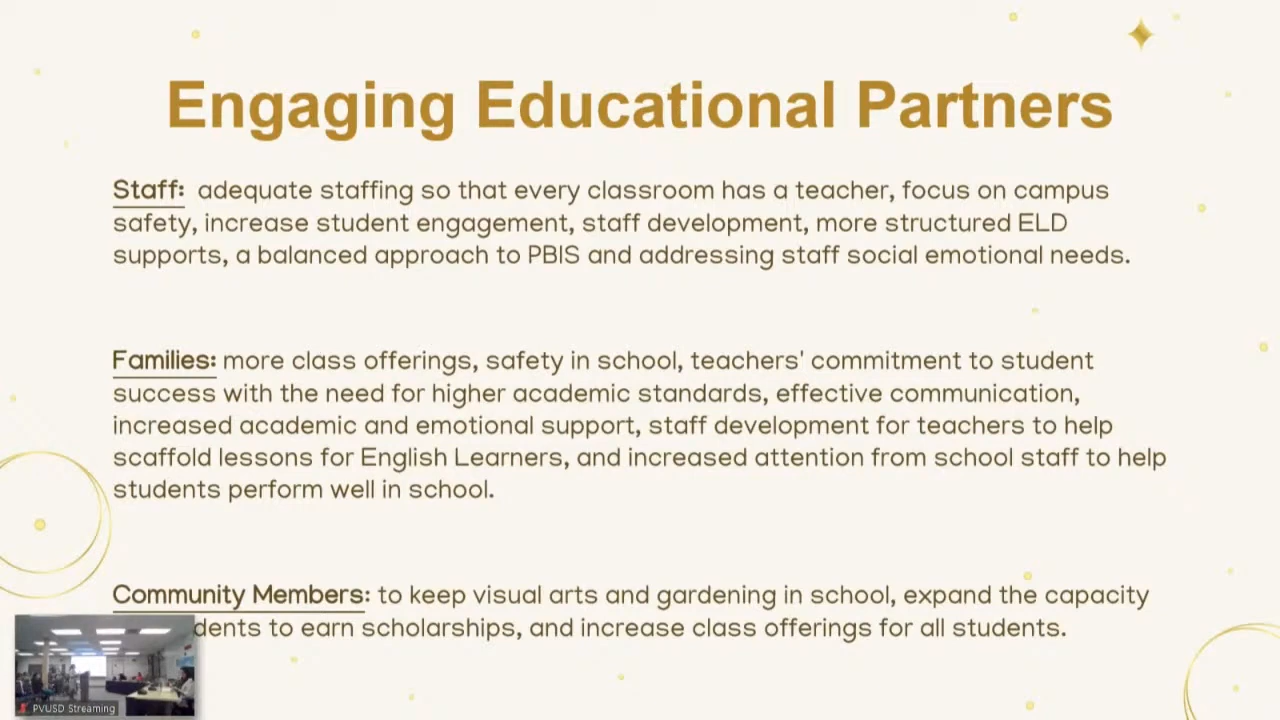 Engaging Educational Partners
Staff: adequate staffing so that every classroom has a teacher, focus on campus
safety, increase student engagement, staff development, more structured ELD
supports, a balanced approach to PBIS and addressing staff social emotional needs.
Families: more class offerings, safety in school, teachers' commitment to student
success with the need for higher academic standards, effective communication,
increased academic and emotional support, staff development for teachers to help
scaffold lessons for English Learners, and increased attention from school staff to help
students perform well in school.
Community Members: to keep visual arts and gardening in school, expand the capacity
to earn scholarships, and increase class offerings for all students.
PVUSD Streaming